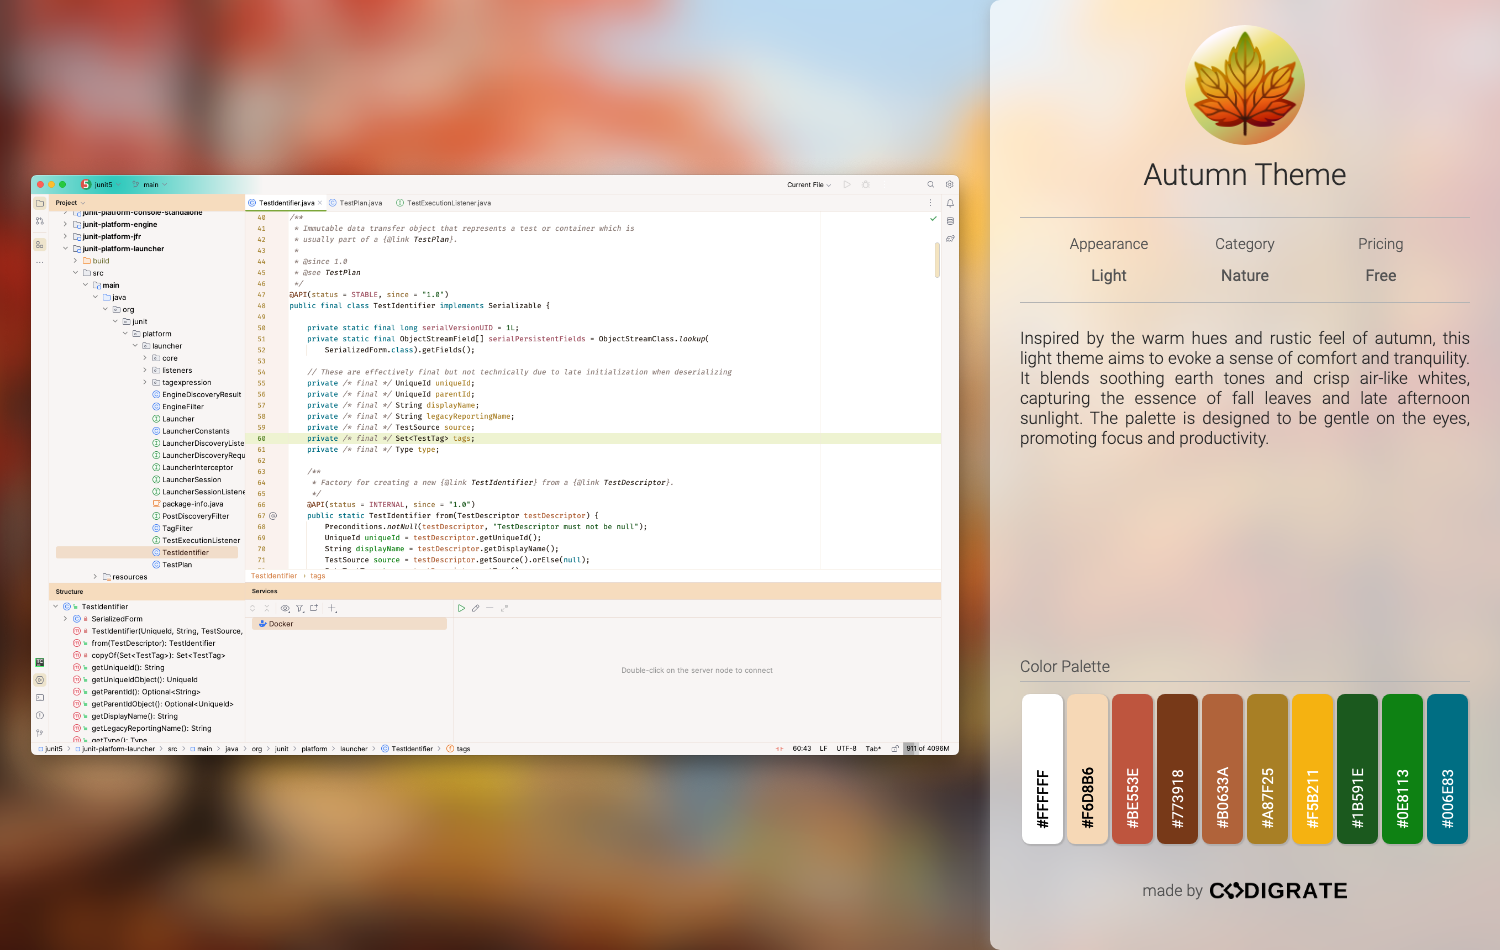 junit5
main
Current File
Project
junit-platform-console-standalone
junit-platform-engine
junit-platform-jfr
junit-platform-launcher
build
src
main
java
org
junit
platform
launcher
core
listeners
tagexpression
EngineDiscoveryResult
EngineFilter
Launcher
LauncherConstants
LauncherDiscoveryListe
LauncherDiscoveryRequ
LauncherInterceptor
LauncherSession
LauncherSessionListene
package-info.java
PostDiscoveryFilter
TagFilter
TestExecutionListener
TestIdentifier
TestPlan
resources
TestIdentifier.java
TestPlan.java
TestExecutionListener.java
40 /**
41 * Immutable data transfer object that represents a test or container which is
42 * usually part of a {@link TestPlan}.
43 *
44 * @since 1.0
45 * @see TestPlan
46 */
47 @API(status = STABLE, since = "1.0")
48 public final class TestIdentifier implements Serializable {
49
50 private static final long serialVersionUID = 1L;
51 private static final ObjectStreamField[] serialPersistentFields = ObjectStreamClass.lookup(
52 SerializedForm.class).getFields();
53
54 // These are effectively final but not technically due to late initialization when deserializing
55 private /* final */ UniqueId uniqueId;
56 private /* final */ UniqueId parentId;
57 private /* final */ String displayName;
58 private /* final */ String legacyReportingName;
59 private /* final */ TestSource source;
60 private /* final */ Set<TestTag> tags;
61 private /* final */ Type type;
62
63 /**
64 * Factory for creating a new {@link TestIdentifier} from a {@link TestDescriptor}.
65 */
66 @API(status = INTERNAL, since = "1.0")
67 public static TestIdentifier from(TestDescriptor testDescriptor) {
68 Preconditions.notNull(testDescriptor, "TestDescriptor must not be null");
69 UniqueId uniqueId = testDescriptor.getUniqueId();
70 String displayName = testDescriptor.getDisplayName();
71 TestSource source = testDescriptor.getSource().orElse(null);
TestIdentifier › tags
Structure
TestIdentifier
SerializedForm
TestIdentifier(UniqueId, String, TestSource,
from(TestDescriptor): TestIdentifier
copyOf(Set<TestTag>): Set<TestTag>
getUniqueId(): String
getUniqueIdObject(): UniqueId
getParentId(): Optional<String>
getParentIdObject(): Optional<UniqueId>
getDisplayName(): String
getLegacyReportingName(): String
getType(): Type
Services
Docker
Double-click on the server node to connect
junit5 › junit-platform-launcher › src › main › java › org › junit › platform › launcher › TestIdentifier › tags
60:43 LF UTF-8 Tab* 911 of 4096M
Autumn Theme
Appearance Category Pricing
Light Nature Free
Inspired by the warm hues and rustic feel of autumn, this
light theme aims to evoke a sense of comfort and tranquility.
It blends soothing earth tones and crisp air-like whites,
capturing the essence of fall leaves and late afternoon
sunlight. The palette is designed to be gentle on the eyes,
promoting focus and productivity.
Color Palette
#FFFFFF
#F6D8B6
#BE553E
#773918
#B0633A
#A87F25
#F5B211
#1B591E
#0E8113
#006E83
made by CODIGRATE